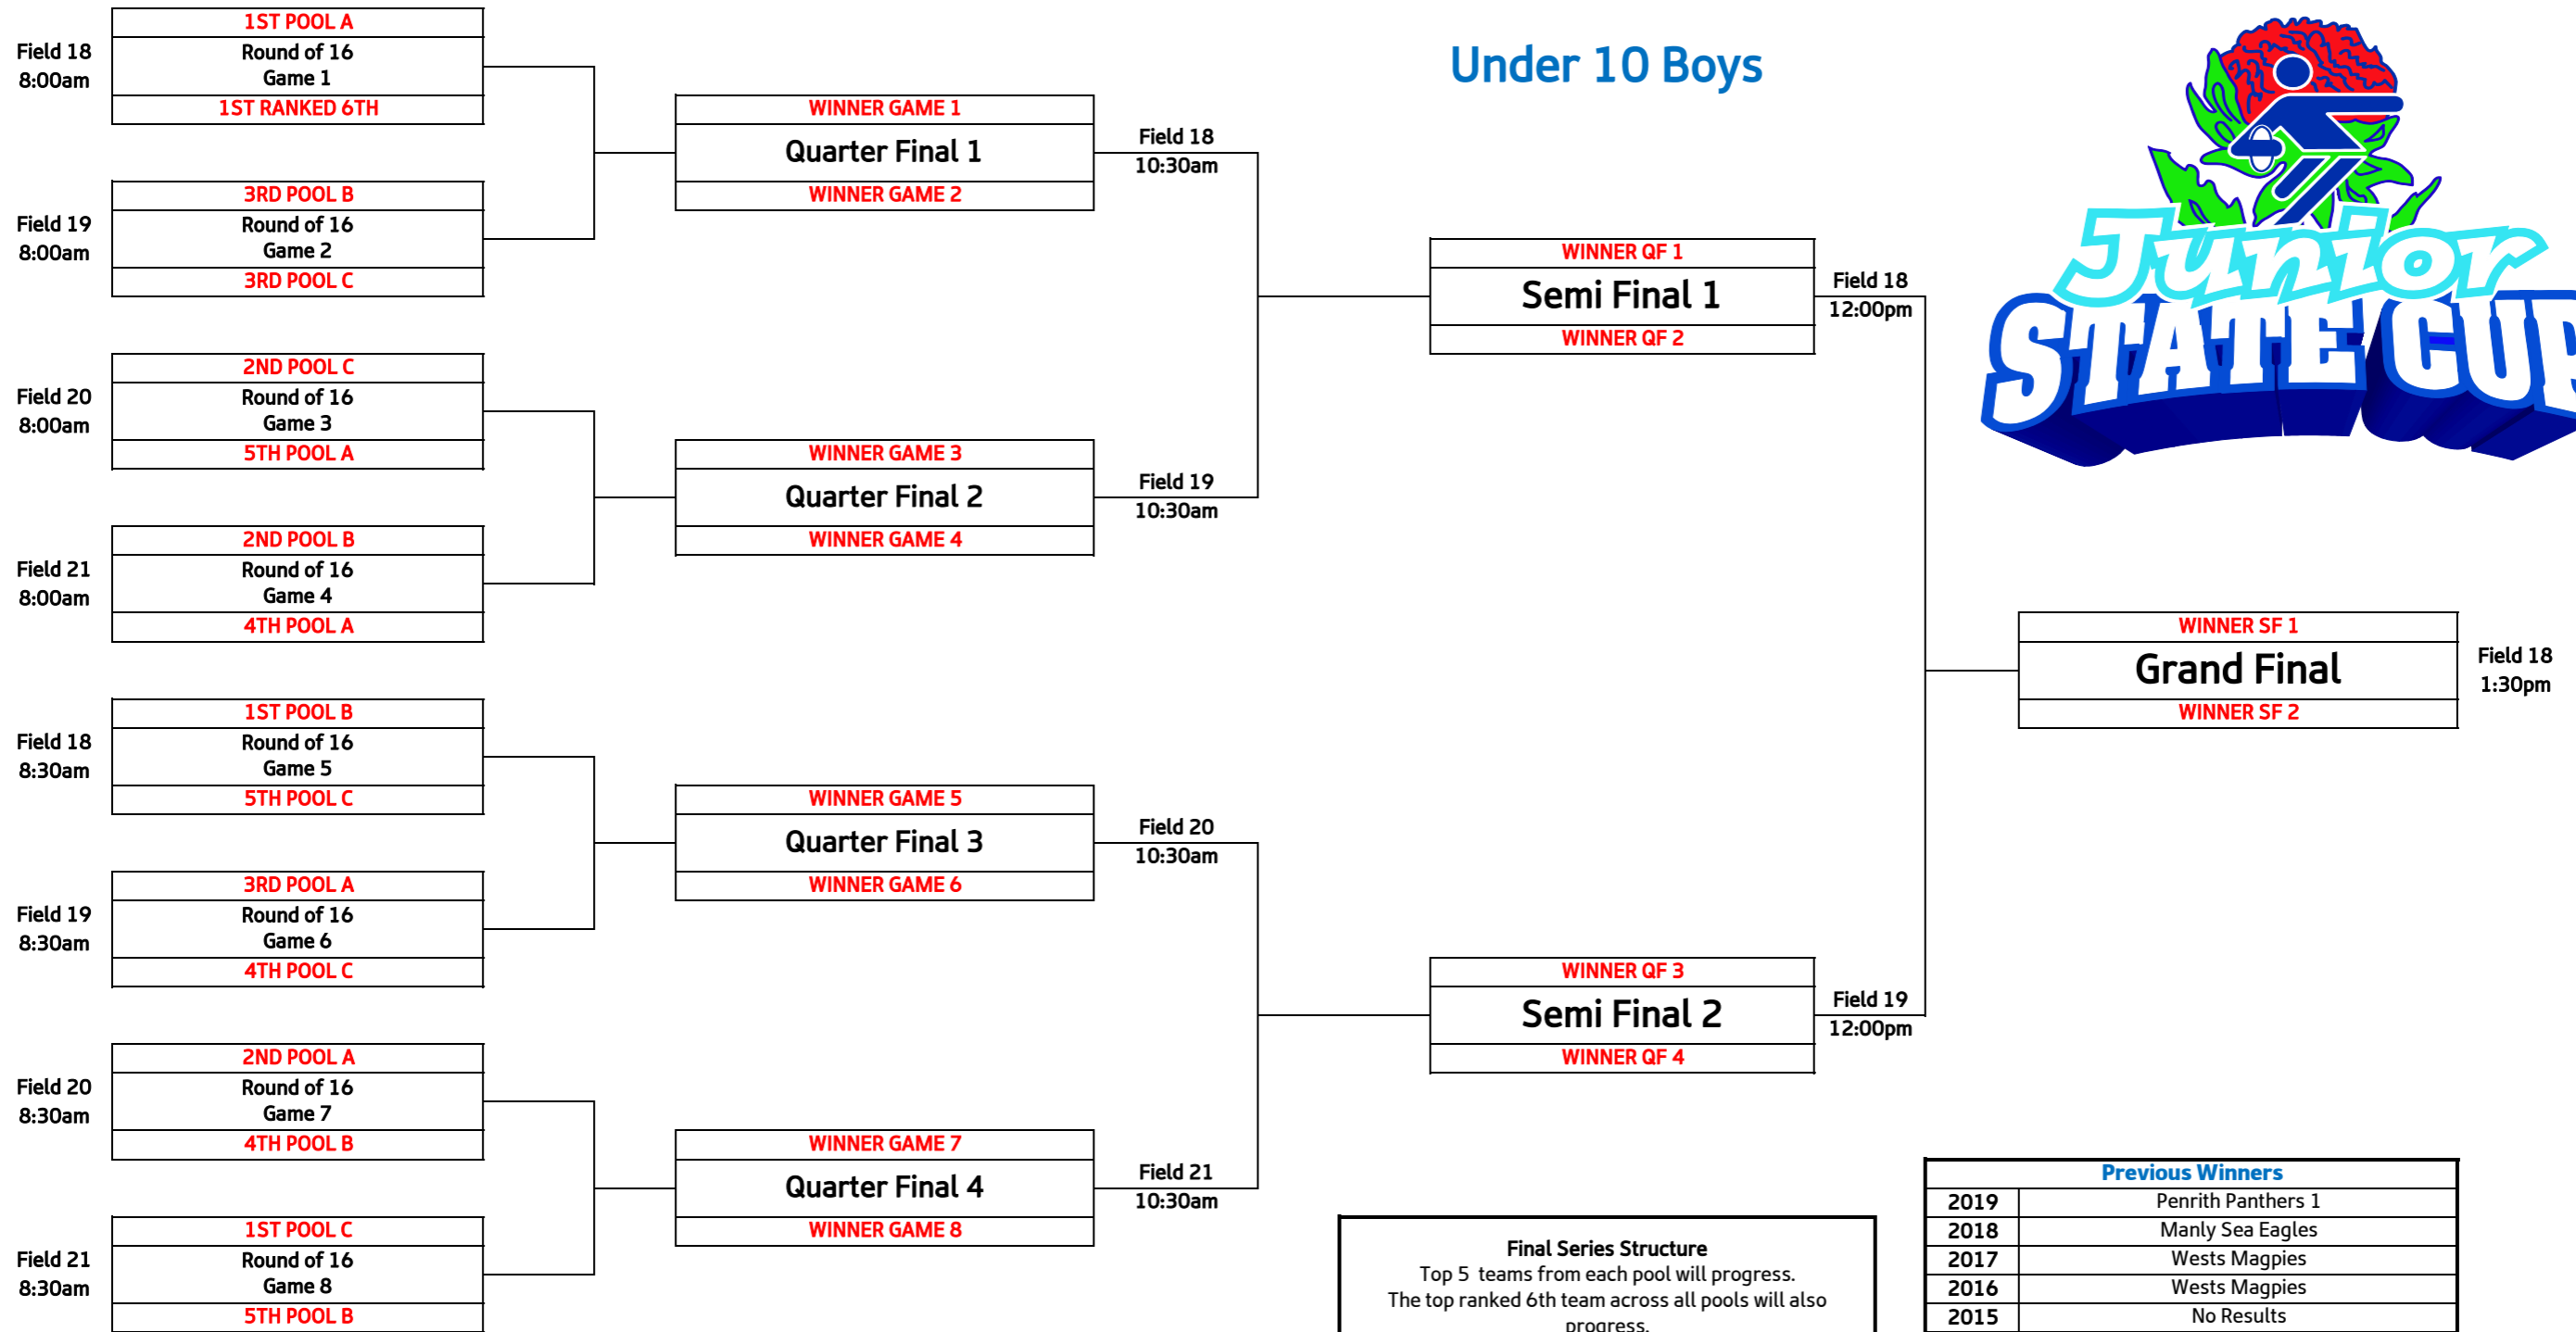 Under 10 Boys
Junior
STATE CUP
Field 18
8:00am
1ST POOL A
Round of 16
Game 1
1ST RANKED 6TH
Field 19
8:00am
3RD POOL B
Round of 16
Game 2
3RD POOL C
Field 20
8:00am
2ND POOL C
Round of 16
Game 3
5TH POOL A
Field 21
8:00am
2ND POOL B
Round of 16
Game 4
4TH POOL A
Field 18
8:30am
1ST POOL B
Round of 16
Game 5
5TH POOL C
Field 19
8:30am
3RD POOL A
Round of 16
Game 6
4TH POOL C
Field 20
8:30am
2ND POOL A
Round of 16
Game 7
4TH POOL B
Field 21
8:30am
1ST POOL C
Round of 16
Game 8
5TH POOL B
WINNER GAME 1
Quarter Final 1
WINNER GAME 2
Field 18
10:30am
WINNER GAME 3
Quarter Final 2
WINNER GAME 4
Field 19
10:30am
WINNER GAME 5
Quarter Final 3
WINNER GAME 6
Field 20
10:30am
WINNER GAME 7
Quarter Final 4
WINNER GAME 8
Field 21
10:30am
WINNER QF 1
Semi Final 1
WINNER QF 2
Field 18
12:00pm
WINNER QF 3
Semi Final 2
WINNER QF 4
Field 19
12:00pm
WINNER SF 1
Grand Final
WINNER SF 2
Field 18
1:30pm
Final Series Structure
Top 5 teams from each pool will progress.
The top ranked 6th team across all pools will also
progress.
Previous Winners
2019 Penrith Panthers 1
2018 Manly Sea Eagles
2017 Wests Magpies
2016 Wests Magpies
2015 No Results